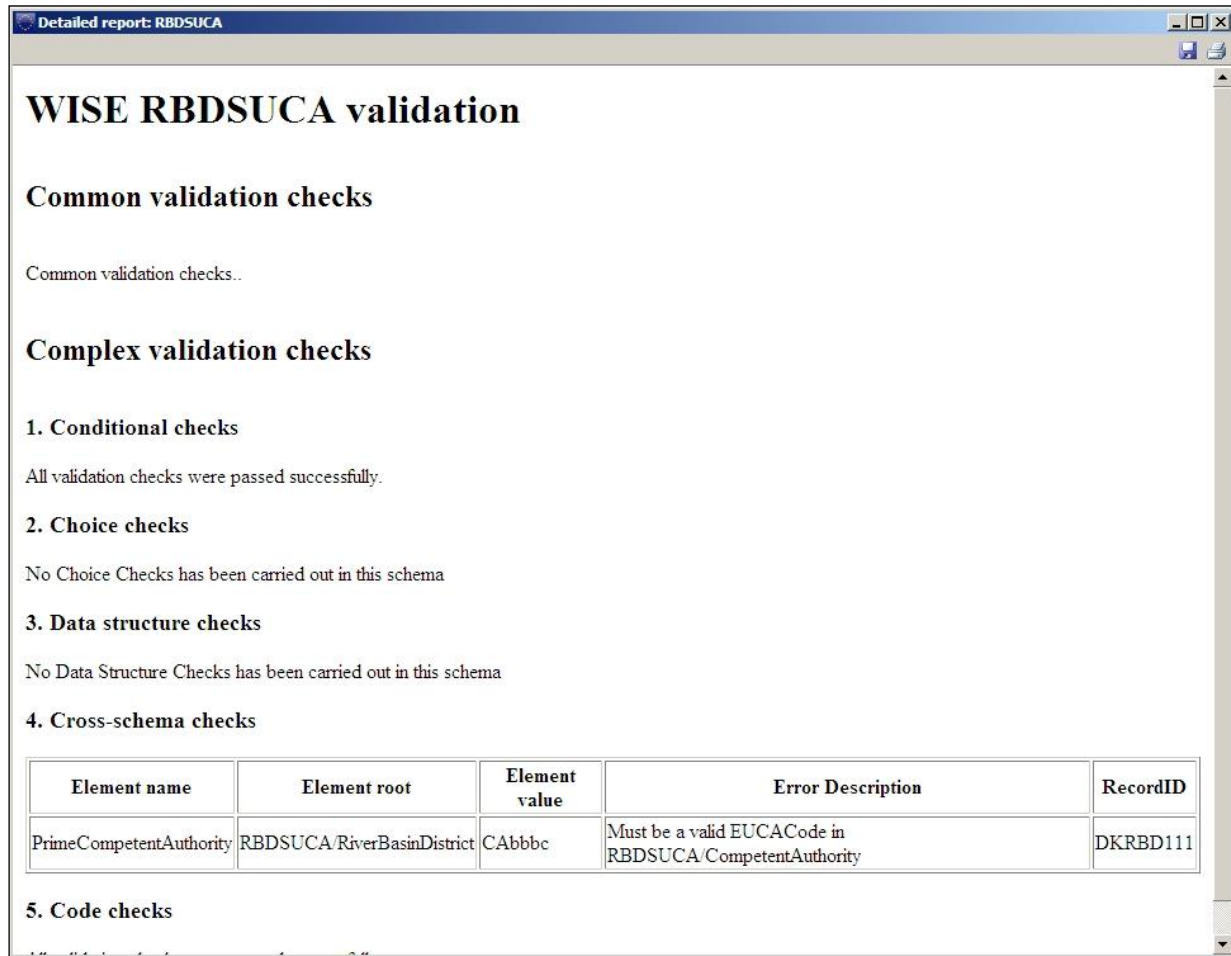 Detailed report: RBDSUCA
WISE RBDSUCA validation
Common validation checks
Common validation checks..
Complex validation checks
1. Conditional checks
All validation checks were passed successfully.
2. Choice checks
No Choice Checks has been carried out in this schema
3. Data structure checks
No Data Structure Checks has been carried out in this schema
4. Cross-schema checks
Element name Element root Element value Error Description RecordID
PrimeCompetentAuthority RBDSUCA/RiverBasinDistrict CAbbbc Must be a valid EUCACode in RBDSUCA/CompetentAuthority DKRBD111
5. Code checks